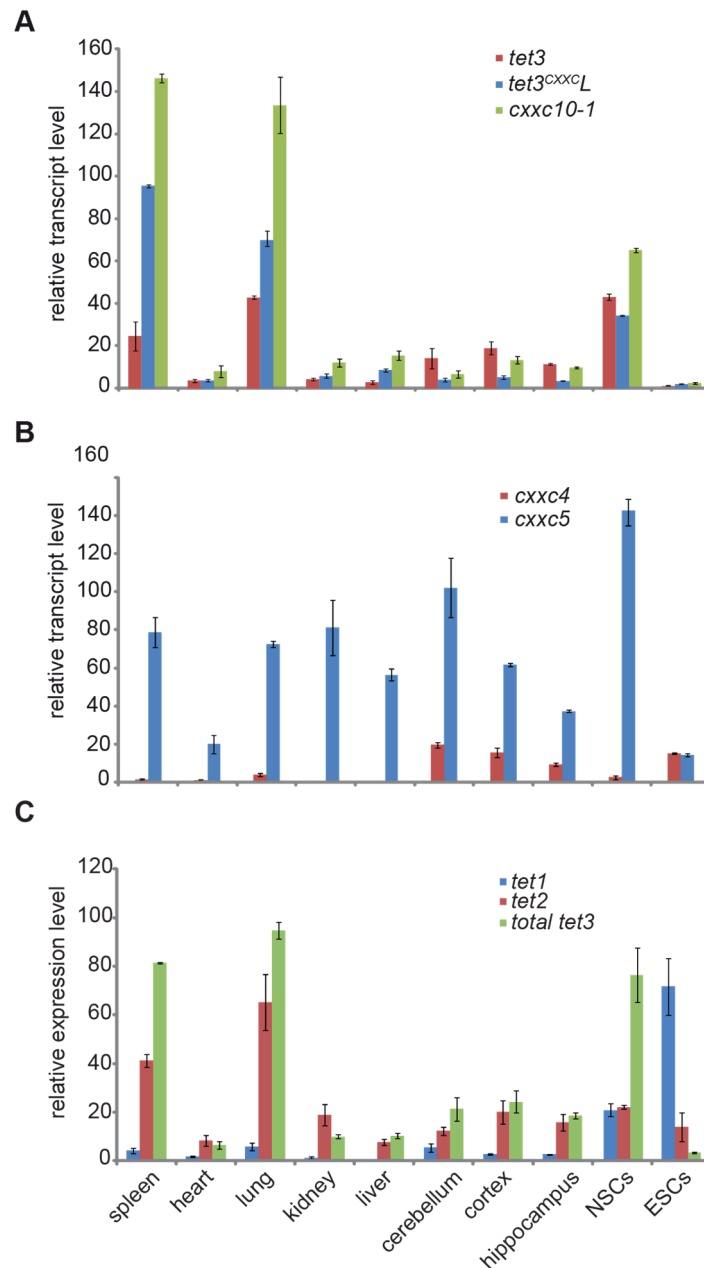 A
relative transcript level
160
140
120
100
80
60
40
20
0
tet3
tet3CXXCL
cxxc10-1
B
relative transcript level
160
140
100
80
60
40
20
0
cxxc4
cxxc5
C
relative expression level
120
100
80
60
40
20
0
tet1
tet2
total tet3
spleen
heart
lung
kidney
liver
cerebellum
cortex
hippocampus
NSCs
ESCs